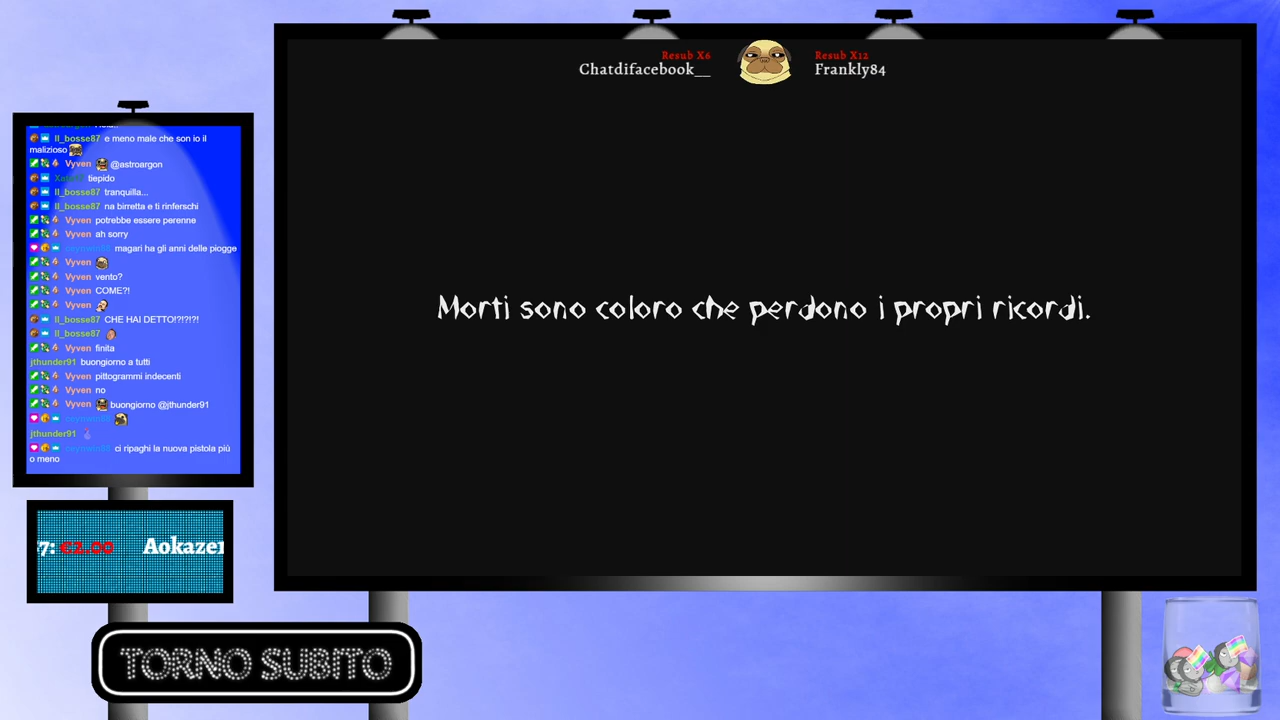 Resub X6
Chatdifacebook__
Resub X12
Frankly84
Il_bosse87 e meno male che son io il
malizioso
Vyven @astroargon
tiepido
Il_bosse87 tranquilla...
Il_bosse87 na birretta e ti rinferschi
Vyven potrebbe essere perenne
Vyven ah sorry
magari ha gli anni delle piogge
Vyven
Vyven vento?
Vyven COME?!
Vyven
Il_bosse87 CHE HAI DETTO!?!?!?!
Il_bosse87
Vyven finita
jthunder91 buongiorno a tutti
Vyven pittogrammi indecenti
Vyven no
Vyven buongiorno @jthunder91
jthunder91
ci ripaghi la nuova pistola più
o meno
Morti sono coloro che perdono i propri ricordi.
7: €2.00 Aokaze
TORNO SUBITO